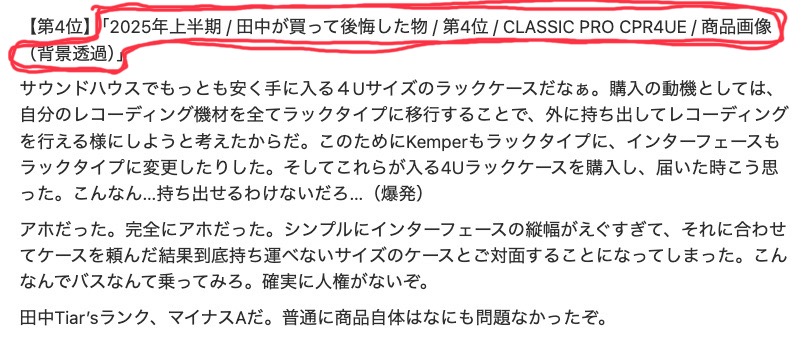 【第4位】「2025年上半期 / 田中が買って後悔した物 / 第4位 / CLASSIC PRO CPR4UE / 商品画像
（背景透過）」
サウンドハウスでもっとも安く手に入る４Uサイズのラックケースだなぁ。購入の動機としては、
自分のレコーディング機材を全てラックタイプに移行することで、外に持ち出してレコーディング
を行える様にしようと考えたからだ。このためにKemperもラックタイプに、インターフェースも
ラックタイプに変更したりした。そしてこれらが入る4Uラックケースを購入し、届いた時こう思
った。こんなん…持ち出せるわけないだろ…（爆発）
アホだった。完全にアホだった。シンプルにインターフェースの縦幅がえぐすぎて、それに合わせ
てケースを頼んだ結果到底持ち運べないサイズのケースとご対面することになってしまった。こん
なんでバスなんて乗ってみろ。確実に人権がないぞ。
田中Tiar’sランク、マイナスAだ。普通に商品自体はなにも問題なかったぞ。